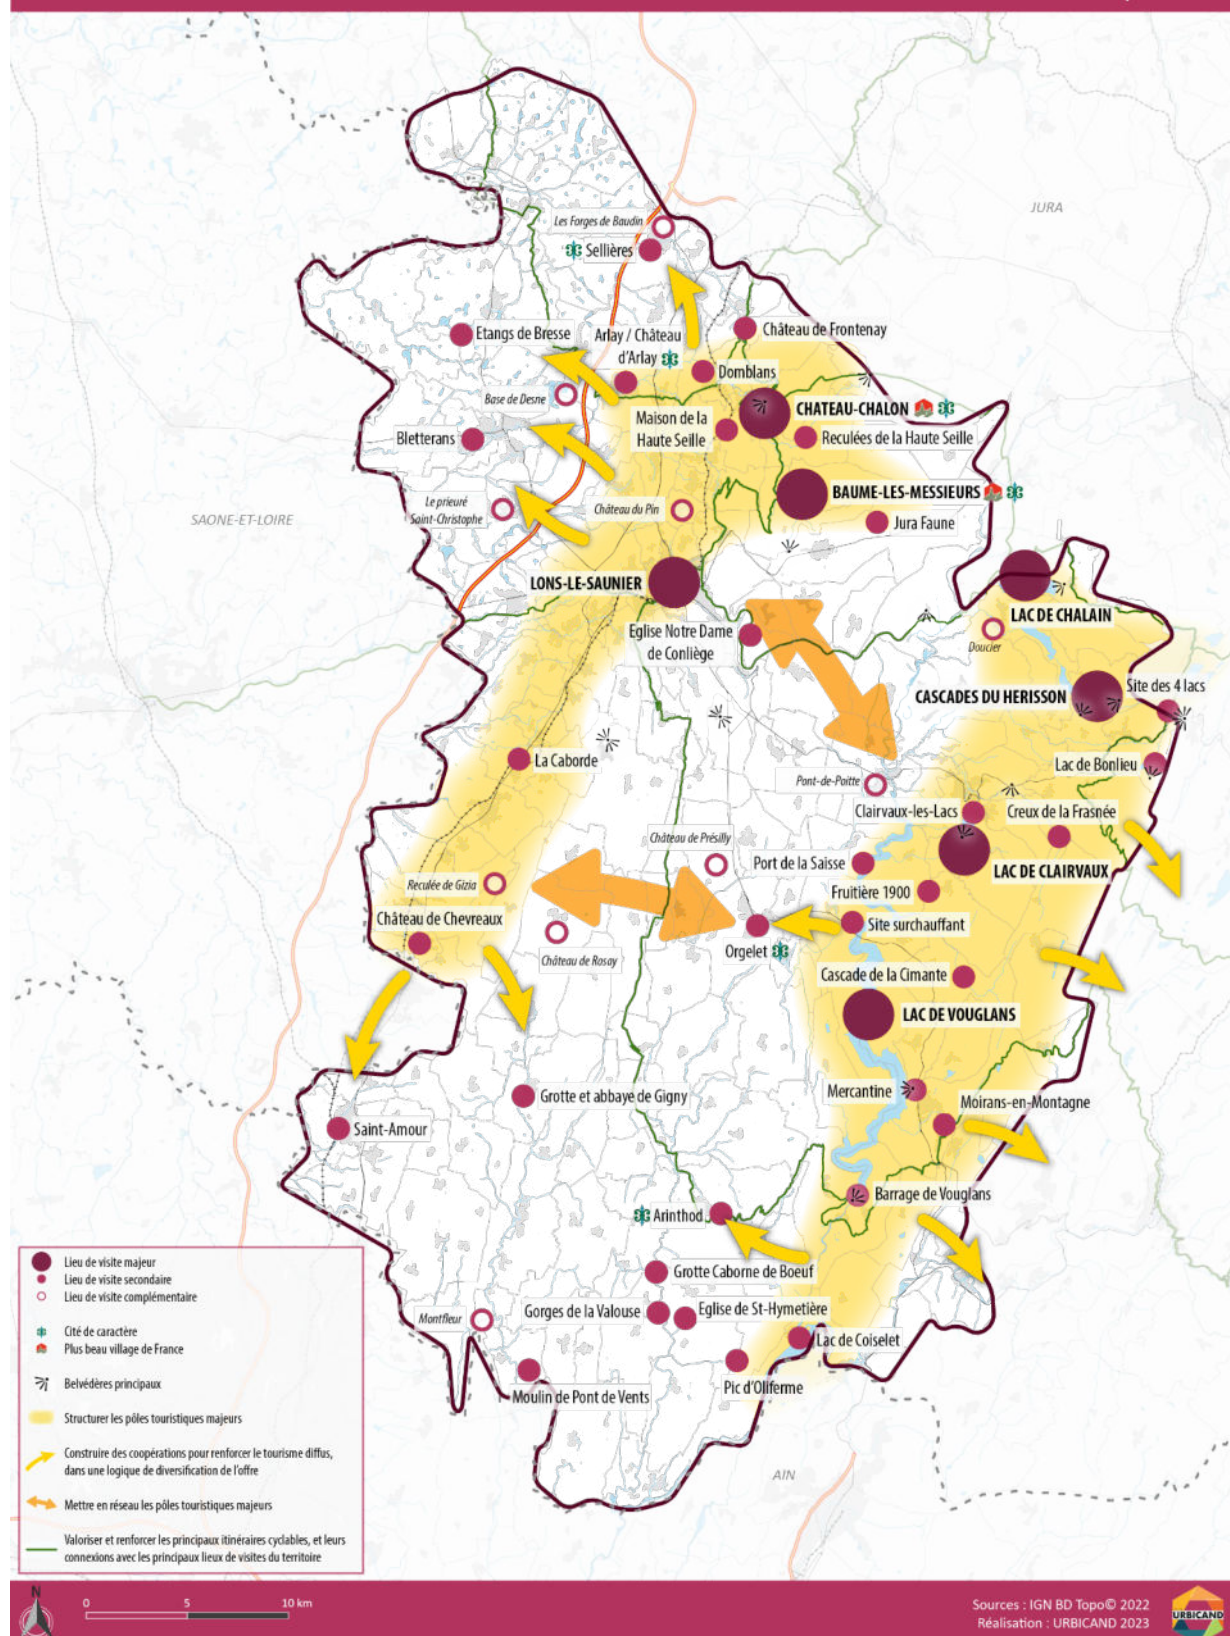 JURA
Les Forges de Baudin
Sellières
Etangs de Bresse
Arlay / Château
d'Arlay
Château de Frontenay
Domblans
Base de Desne
CHATEAU-CHALON
Maison de la
Haute Seille
Reculées de la Haute Seille
Bletterans
BAUME-LES-MESSIEURS
Le prieuré
Saint-Christophe
Château du Pin
Jura Faune
SAONE-ET-LOIRE
LONS-LE-SAUNIER
LAC DE CHALAIN
Eglise Notre Dame
de Conliège
Doucier
CASCADES DU HERISSON
Site des 4 lacs
La Caborde
Lac de Bonlieu
Pont-de-Poitte
Clairvaux-les-Lacs
Creux de la Frasnée
Château de Présilly
Port de la Saisse
LAC DE CLAIRVAUX
Reculée de Gizia
Fruitière 1900
Château de Chevreaux
Site surchauffant
Orgelet
Château de Rosay
Cascade de la Cimante
LAC DE VOUGLANS
Mercantine
Grotte et abbaye de Gigny
Moirans-en-Montagne
Saint-Amour
Barrage de Vouglans
Arinthod
Grotte Caborne de Boeuf
Gorges de la Valouse
Eglise de St-Hymetière
Montfleur
Lac de Coiselet
Pic d'Oliferme
Moulin de Pont de Vents
AIN
Lieu de visite majeur
Lieu de visite secondaire
Lieu de visite complémentaire
Cité de caractère
Plus beau village de France
Belvédères principaux
Structurer les pôles touristiques majeurs
Construire des coopérations pour renforcer le tourisme diffus,
dans une logique de diversification de l'offre
Mettre en réseau les pôles touristiques majeurs
Valoriser et renforcer les principaux itinéraires cyclables, et leurs
connexions avec les principaux lieux de visites du territoire
N
0 5 10 km
Sources : IGN BD Topo© 2022
Réalisation : URBICAND 2023
URBICAND